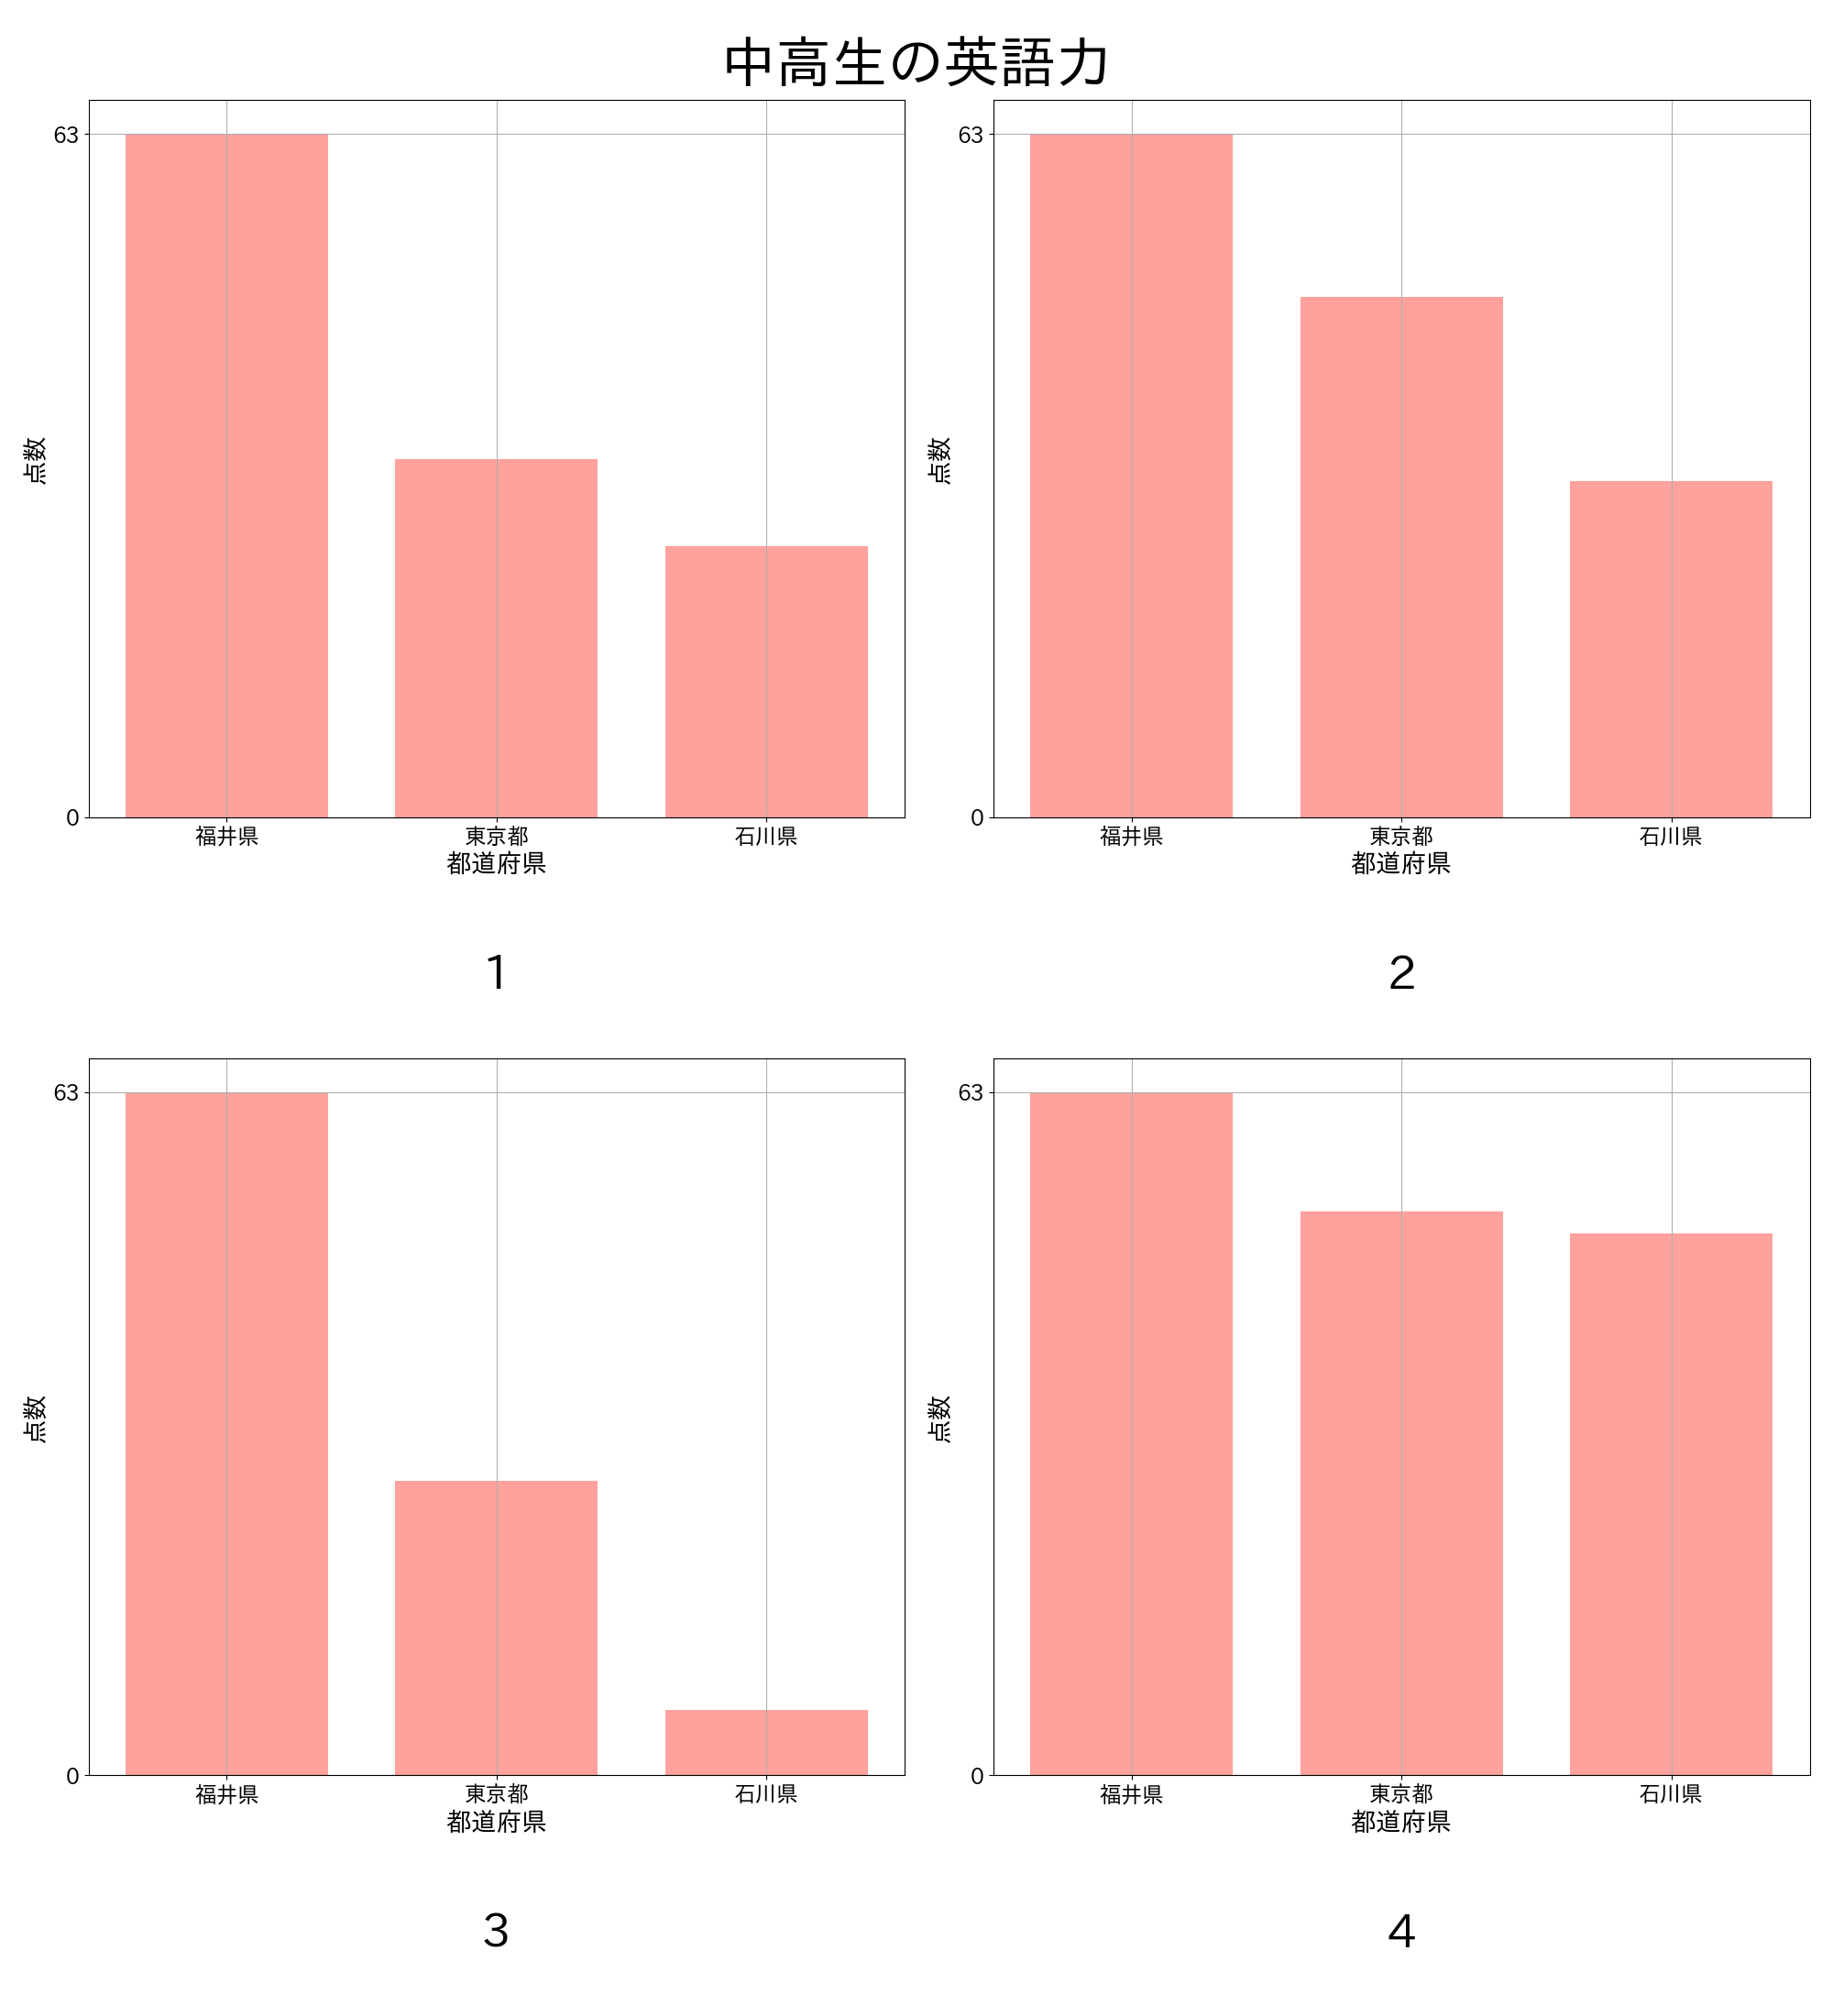 中高生の英語力
63
点数
0
福井県 東京都 石川県
都道府県
1
63
点数
0
福井県 東京都 石川県
都道府県
2
63
点数
0
福井県 東京都 石川県
都道府県
3
63
点数
0
福井県 東京都 石川県
都道府県
4